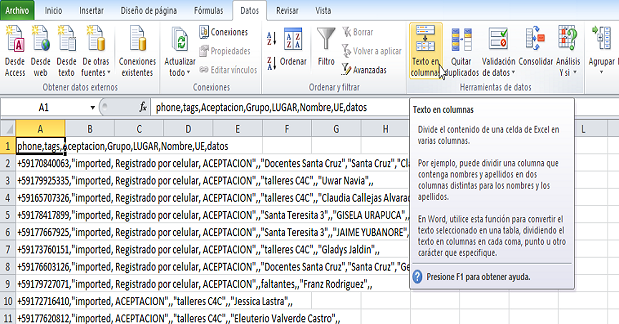 Archivo Inicio Insertar Diseño de página Fórmulas Datos Revisar Vista
Desde Access
Desde web
Desde texto
De otras fuentes
Conexiones existentes
Obtener datos externos
Actualizar todo
Conexiones
Propiedades
Editar vínculos
Conexiones
Ordenar
Filtro
Borrar
Volver a aplicar
Avanzadas
Ordenar y filtrar
Texto en columnas
Quitar duplicados
Validación de datos
Consolidar
Análisis Y si
Herramientas de datos
Agrupar
A1 fx phone,tags,Aceptacion,Grupo,LUGAR,Nombre,UE,datos
A B C D E F G H L
1 phone,tags,Aceptacion,Grupo,LUGAR,Nombre,UE,datos
2 +59170840063,"imported, Registrado por celular, ACEPTACION",,"Docentes Santa Cruz","Santa Cruz","Cla
3 +59179925335,"imported, Registrado por celular, ACEPTACION",,"talleres C4C",,"Uwar Navia",,
4 +59165707326,"imported, Registrado por celular, ACEPTACION",,"talleres C4C",,"Claudia Callejas Alvarado
5 +59178417899,"imported, Registrado por celular, ACEPTACION",,"Santa Teresita 3",,"GISELA URAPUCA",,
6 +59177667925,"imported, Registrado por celular, ACEPTACION",,"Santa Teresita 3",,"JAIME YUBANORE",,
7 +59173760151,"imported, Registrado por celular, ACEPTACION",,"talleres C4C",,"Gladys Jaldin",,
8 +59176603126,"imported, Registrado por celular, ACEPTACION",,"Docentes Santa Cruz","Santa Cruz","Ge
9 +59179727071,"imported, Registrado por celular, ACEPTACION",,faltantes,,"Franz Rodriguez",,
10 +59172716410,"imported, ACEPTACION",,"talleres C4C",,"Jessica Lastra",,
11 +59177620812,"imported, ACEPTACION",,"talleres C4C",,"Eleuterio Valverde Castro",,
Texto en columnas
Divide el contenido de una celda de Excel en
varias columnas.
Por ejemplo, puede dividir una columna que
contenga nombres y apellidos en dos
columnas distintas para los nombres y los
apellidos.
En Word, utilice esta función para convertir el
texto seleccionado en una tabla, dividiendo el
texto en columnas en cada coma, punto u otro
carácter que especifique.
Presione F1 para obtener ayuda.